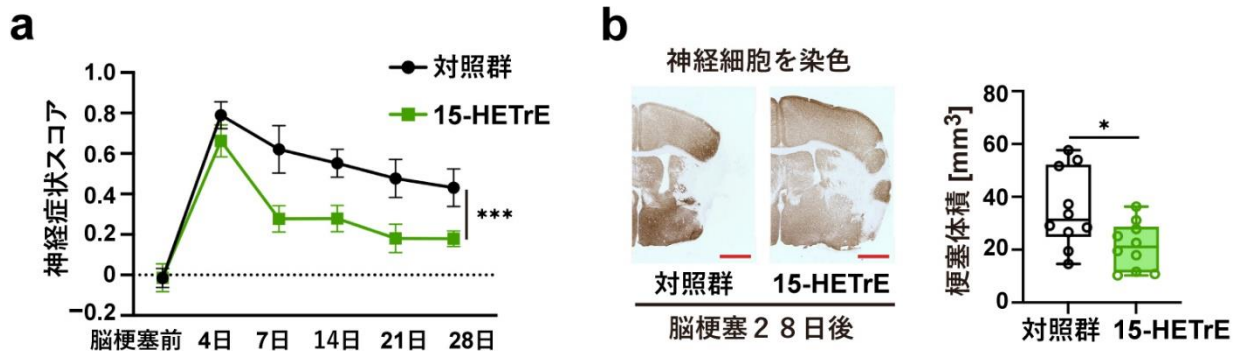 a
対照群
15-HETrE
神経症状スコア
1.0
0.8
0.6
0.4
0.2
0
−0.2
***
脳梗塞前 4日 7日 14日 21日 28日
b
神経細胞を染色
対照群 15-HETrE
脳梗塞２８日後
梗塞体積 [mm³]
80
60
40
20
0
*
対照群 15-HETrE